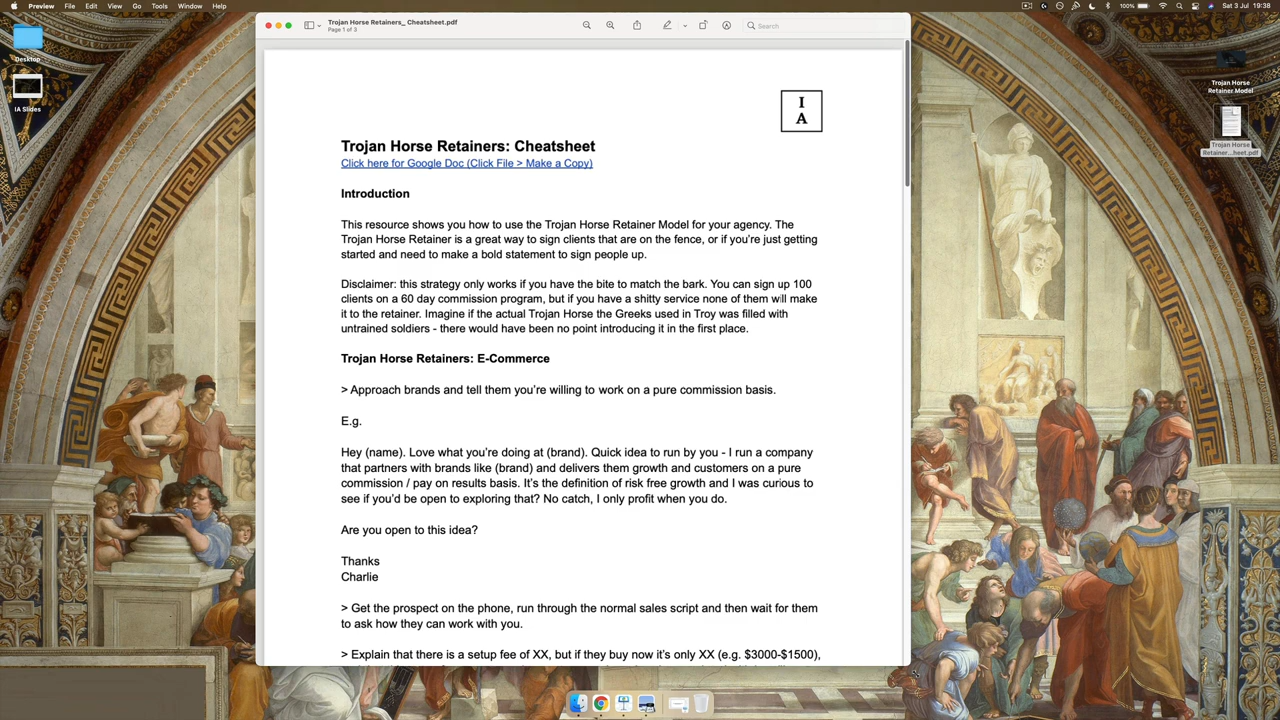 Preview File Edit View Go Tools Window Help
100% Sat 3 Jul 19:38
Trojan Horse Retainers_ Cheatsheet.pdf
Page 1 of 3
Search
Desktop
IA Slides
Trojan Horse
Retainer Model
Trojan Horse
Retainer...heet.pdf
I
A
Trojan Horse Retainers: Cheatsheet
Click here for Google Doc (Click File > Make a Copy)
Introduction
This resource shows you how to use the Trojan Horse Retainer Model for your agency. The
Trojan Horse Retainer is a great way to sign clients that are on the fence, or if you're just getting
started and need to make a bold statement to sign people up.
Disclaimer: this strategy only works if you have the bite to match the bark. You can sign up 100
clients on a 60 day commission program, but if you have a shitty service none of them will make
it to the retainer. Imagine if the actual Trojan Horse the Greeks used in Troy was filled with
untrained soldiers - there would have been no point introducing it in the first place.
Trojan Horse Retainers: E-Commerce
> Approach brands and tell them you're willing to work on a pure commission basis.
E.g.
Hey (name). Love what you're doing at (brand). Quick idea to run by you - I run a company
that partners with brands like (brand) and delivers them growth and customers on a pure
commission / pay on results basis. It's the definition of risk free growth and I was curious to
see if you'd be open to exploring that? No catch, I only profit when you do.
Are you open to this idea?
Thanks
Charlie
> Get the prospect on the phone, run through the normal sales script and then wait for them
to ask how they can work with you.
> Explain that there is a setup fee of XX, but if they buy now it's only XX (e.g. $3000-$1500),